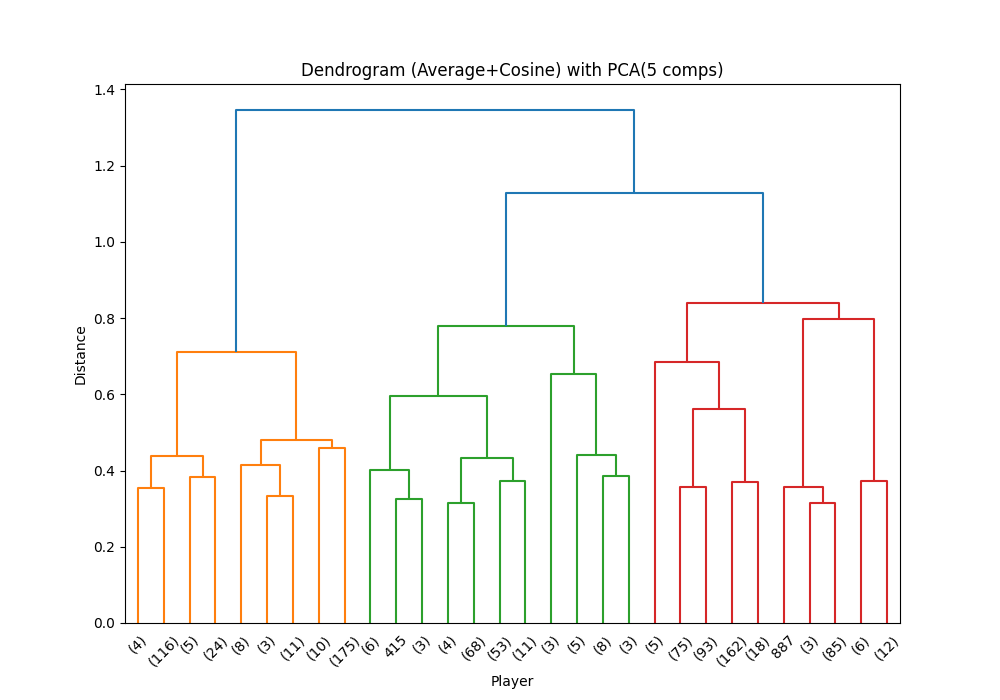 Dendrogram (Average+Cosine) with PCA(5 comps)
1.4
1.2
1.0
0.8
0.6
0.4
0.2
0.0
Distance
(4) (116) (5) (24) (8) (3) (11) (10) (175) (6) 415 (3) (4) (68) (53) (11) (3) (5) (8) (3) (5) (75) (93) (162) (18) 887 (3) (85) (6) (12)
Player